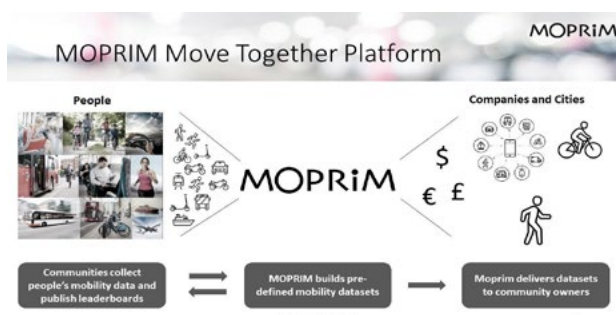 MOPRiM
MOPRIM Move Together Platform
People
Companies and Cities
MOPRiM
$
€ £
Communities collect
people's mobility data and
publish leaderboards
MOPRIM builds pre-
defined mobility datasets
Moprim delivers datasets
to community owners